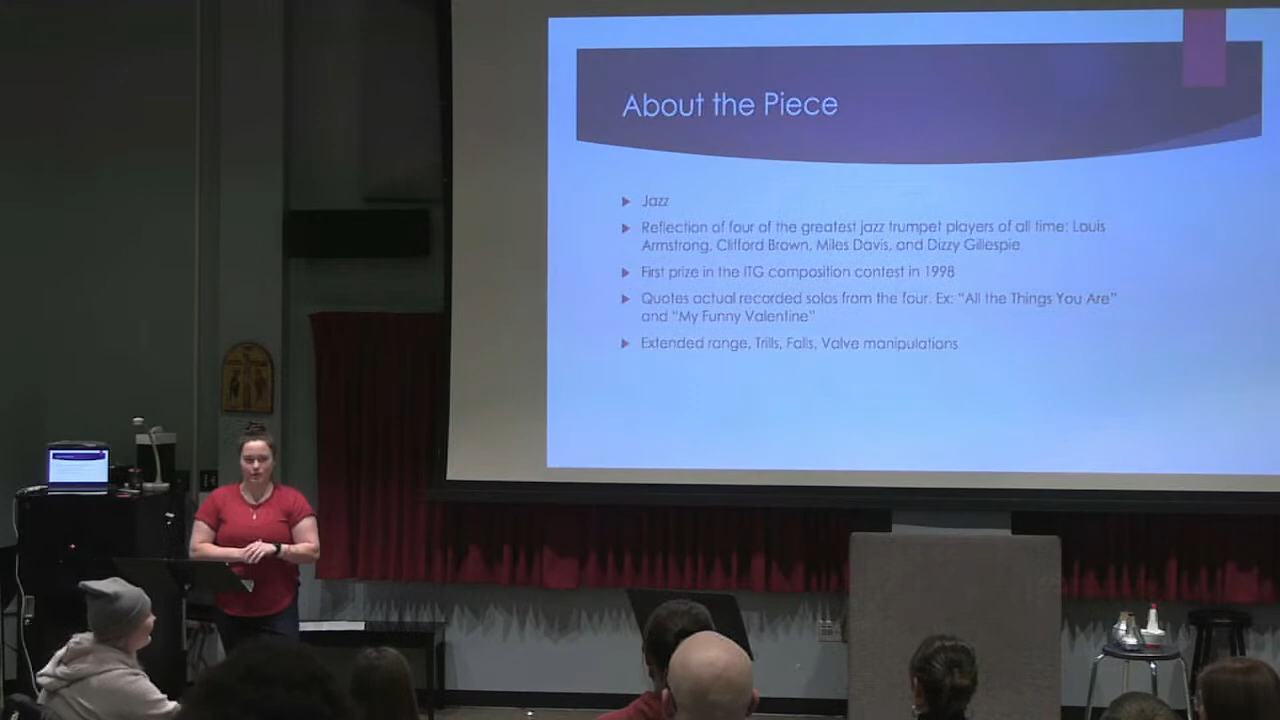 About the Piece
Jazz
Reflection of four of the greatest jazz trumpet players of all time: Louis
Armstrong, Clifford Brown, Miles Davis, and Dizzy Gillespie
First prize in the ITG composition contest in 1998
Quotes actual recorded solos from the four. Ex: “All the Things You Are”
and “My Funny Valentine”
Extended range, Trills, Falls, Valve manipulations